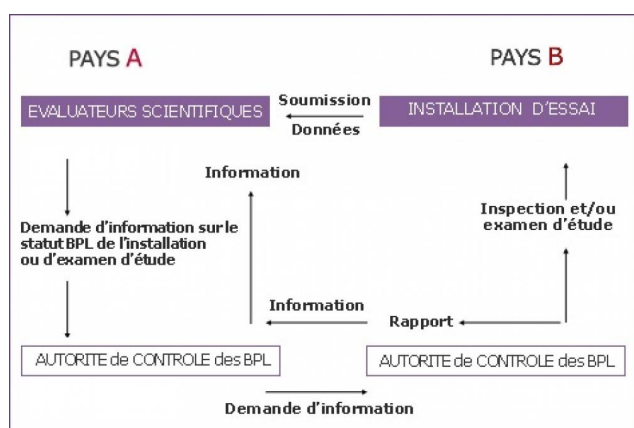 PAYS A
PAYS B
EVALUATEURS SCIENTIFIQUES
Soumission
Données
INSTALLATION D'ESSAI
Information
Demande d'information sur le
statut BPL de l'installation
ou d'examen d'étude
Inspection et/ou
examen d'étude
Information
Rapport
AUTORITE de CONTROLE des BPL
AUTORITE de CONTROLE des BPL
Demande d'information